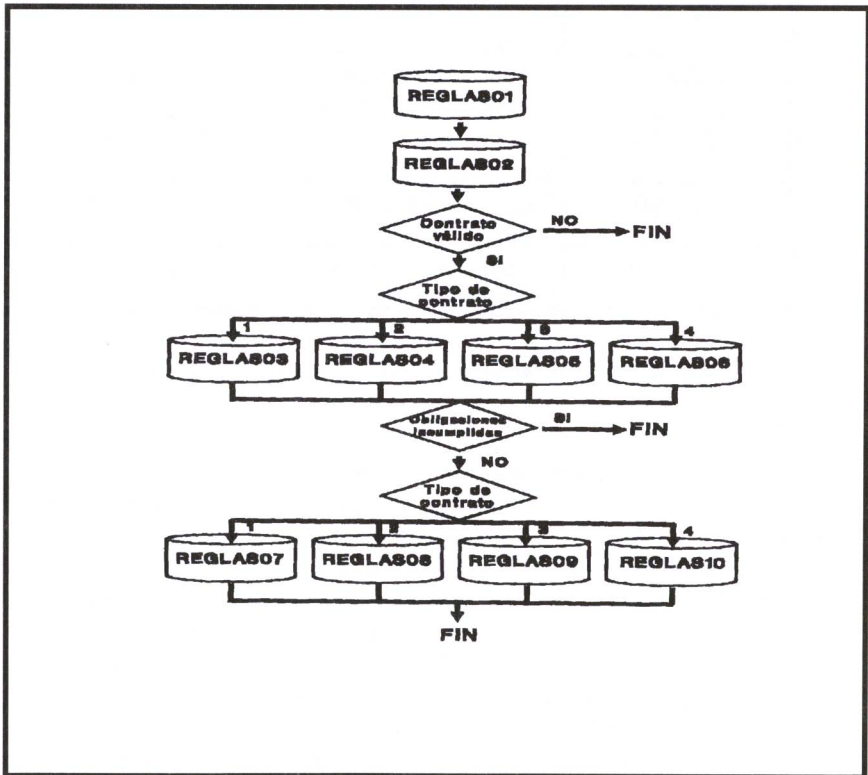 REGLAS01
REGLAS02
Contrato
válido
NO
FIN
SI
Tipo de
contrato
1
2
3
4
REGLAS03
REGLAS04
REGLAS05
REGLAS06
Obligaciones
incumplidas
SI
FIN
NO
Tipo de
contrato
1
2
3
4
REGLAS07
REGLAS08
REGLAS09
REGLAS10
FIN